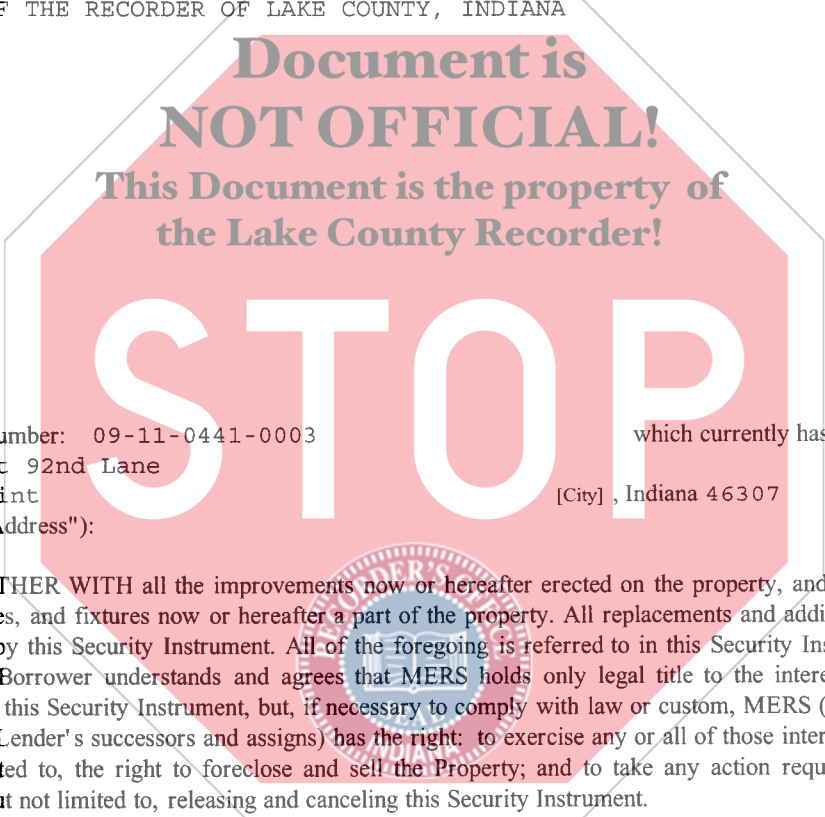 F THE RECORDER OF LAKE COUNTY, INDIANA
Document is
NOT OFFICIAL!
This Document is the property of
the Lake County Recorder!
STOP
umber: 09-11-0441-0003 which currently has
t 92nd Lane
int [City] , Indiana 46307
Address"):
THER WITH all the improvements now or hereafter erected on the property, and
es, and fixtures now or hereafter a part of the property. All replacements and addi
by this Security Instrument. All of the foregoing is referred to in this Security Ins
Borrower understands and agrees that MERS holds only legal title to the intere
this Security Instrument, but, if necessary to comply with law or custom, MERS (
Lender's successors and assigns) has the right: to exercise any or all of those inter
ted to, the right to foreclose and sell the Property; and to take any action requ
t not limited to, releasing and canceling this Security Instrument.
RECORDER'S OFFICE
SEAL
INDIANA